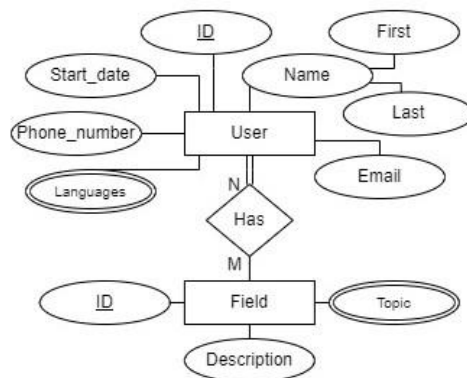 ID
First
Start_date
Name
Last
Phone_number
User
Languages
Email
N
Has
M
ID
Field
Topic
Description